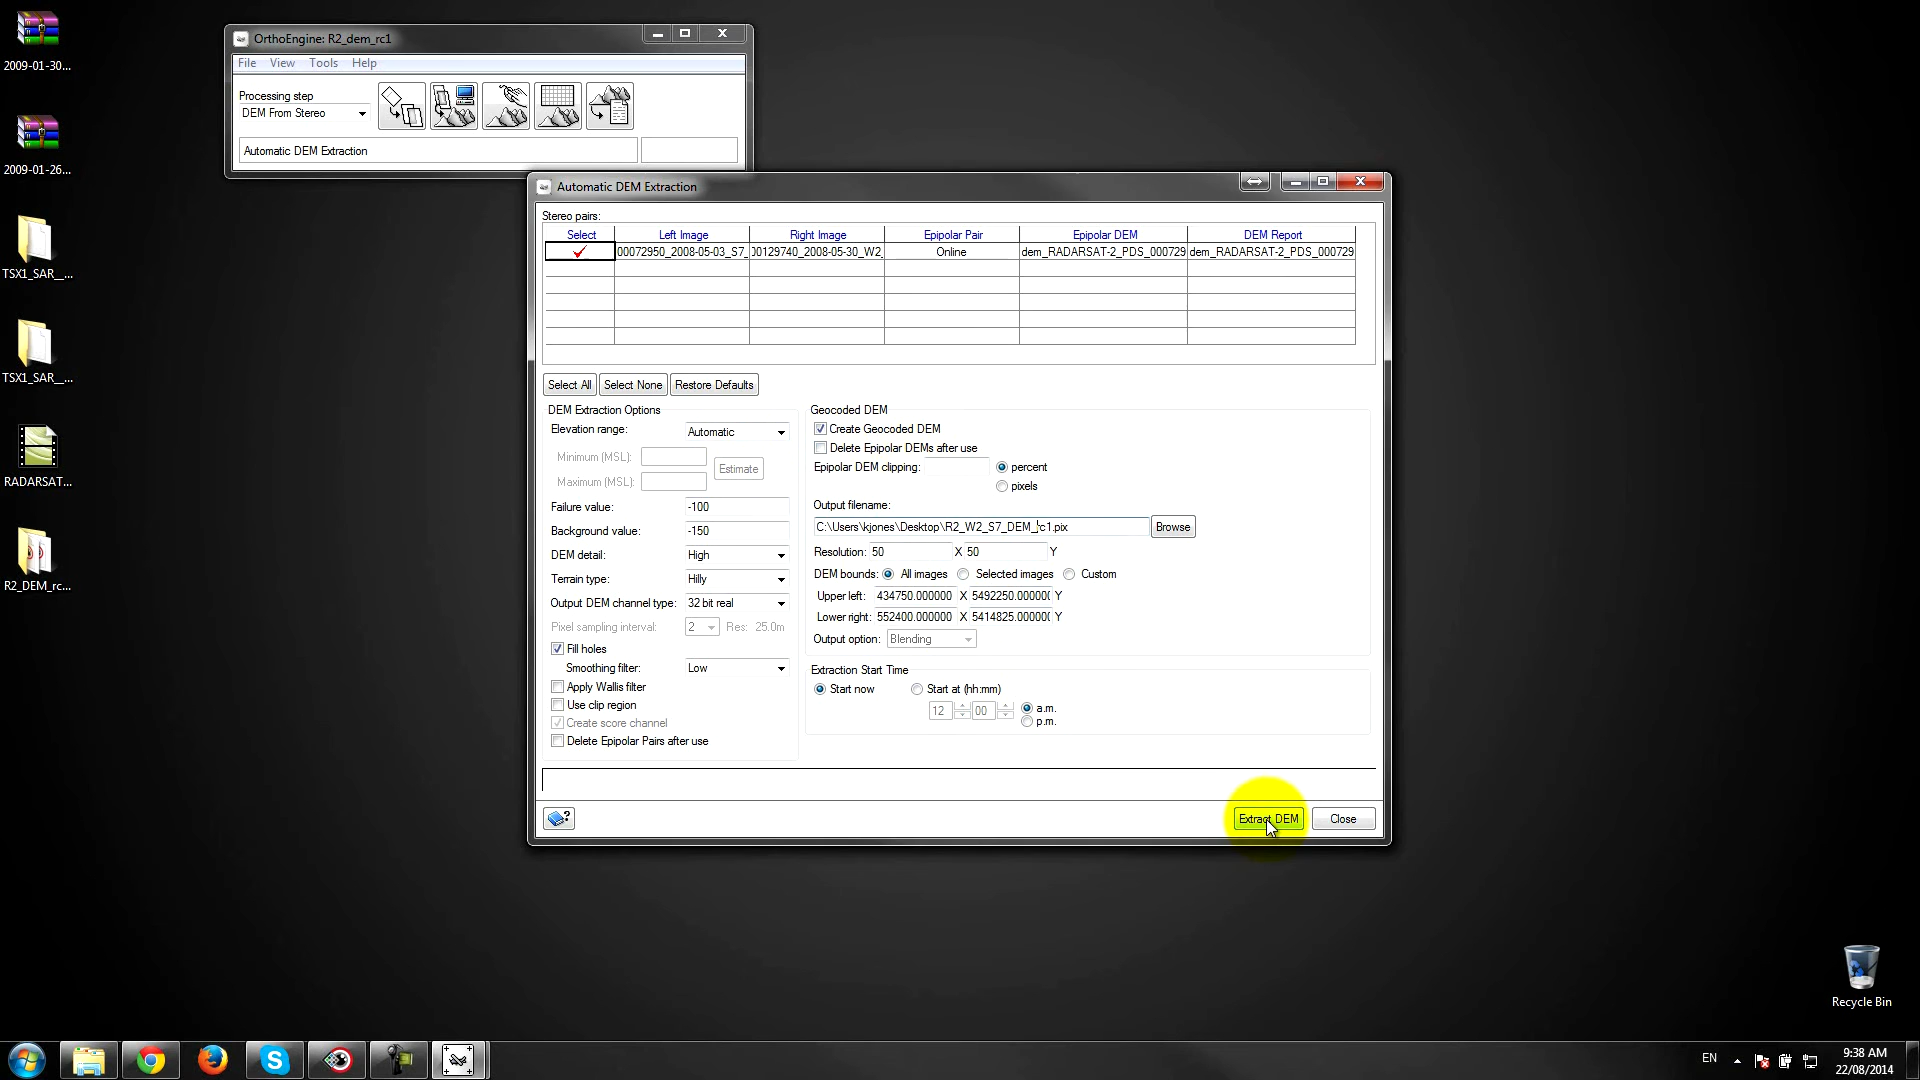 2009-01-30...
2009-01-26...
TSX1_SAR__...
TSX1_SAR__...
RADARSAT...
R2_DEM_rc...
OrthoEngine: R2_dem_rc1
File View Tools Help
Processing step
DEM From Stereo
Automatic DEM Extraction
Automatic DEM Extraction
Stereo pairs:
Select Left Image Right Image Epipolar Pair Epipolar DEM DEM Report
00072950_2008-05-03_S7_ 00129740_2008-05-30_W2_ Online dem_RADARSAT-2_PDS_000729 dem_RADARSAT-2_PDS_000729
Select All Select None Restore Defaults
DEM Extraction Options
Elevation range: Automatic
Minimum (MSL):
Estimate
Maximum (MSL):
Failure value: -100
Background value: -150
DEM detail: High
Terrain type: Hilly
Output DEM channel type: 32 bit real
Pixel sampling interval: 2 Res: 25.0m
Fill holes
Smoothing filter: Low
Apply Wallis filter
Use clip region
Create score channel
Delete Epipolar Pairs after use
Geocoded DEM
Create Geocoded DEM
Delete Epipolar DEMs after use
Epipolar DEM clipping: percent
pixels
Output filename:
C:\Users\kjones\Desktop\R2_W2_S7_DEM_rc1.pix Browse
Resolution: 50 X 50 Y
DEM bounds: All images Selected images Custom
Upper left: 434750.000000 X 5492250.000000 Y
Lower right: 552400.000000 X 5414825.000000 Y
Output option: Blending
Extraction Start Time
Start now Start at (hh:mm)
12 00 a.m.
p.m.
Extract DEM Close
Recycle Bin
EN
9:38 AM
22/08/2014